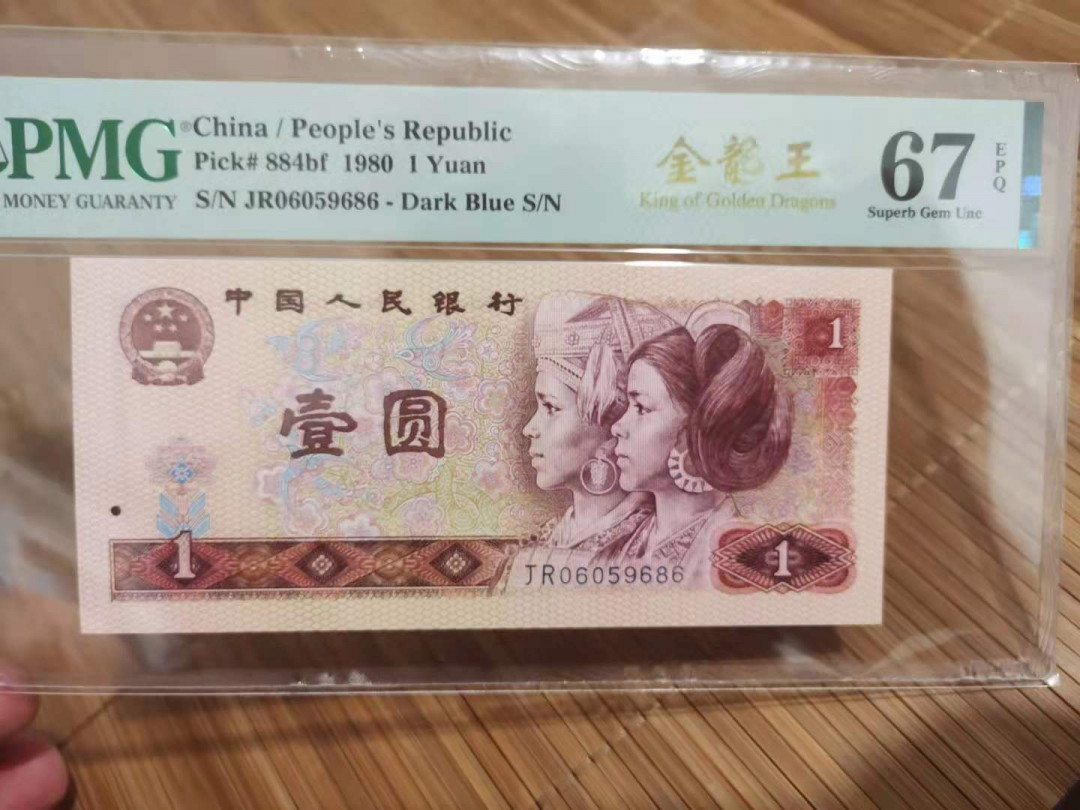 PMG
MONEY GUARANTY
China / People's Republic
Pick# 884bf 1980 1 Yuan
S/N JR06059686 - Dark Blue S/N
金龍王
King of Golden Dragons
67
EPQ
Superb Gem Unc
中国人民银行
1
壹圆
1
1
JR06059686